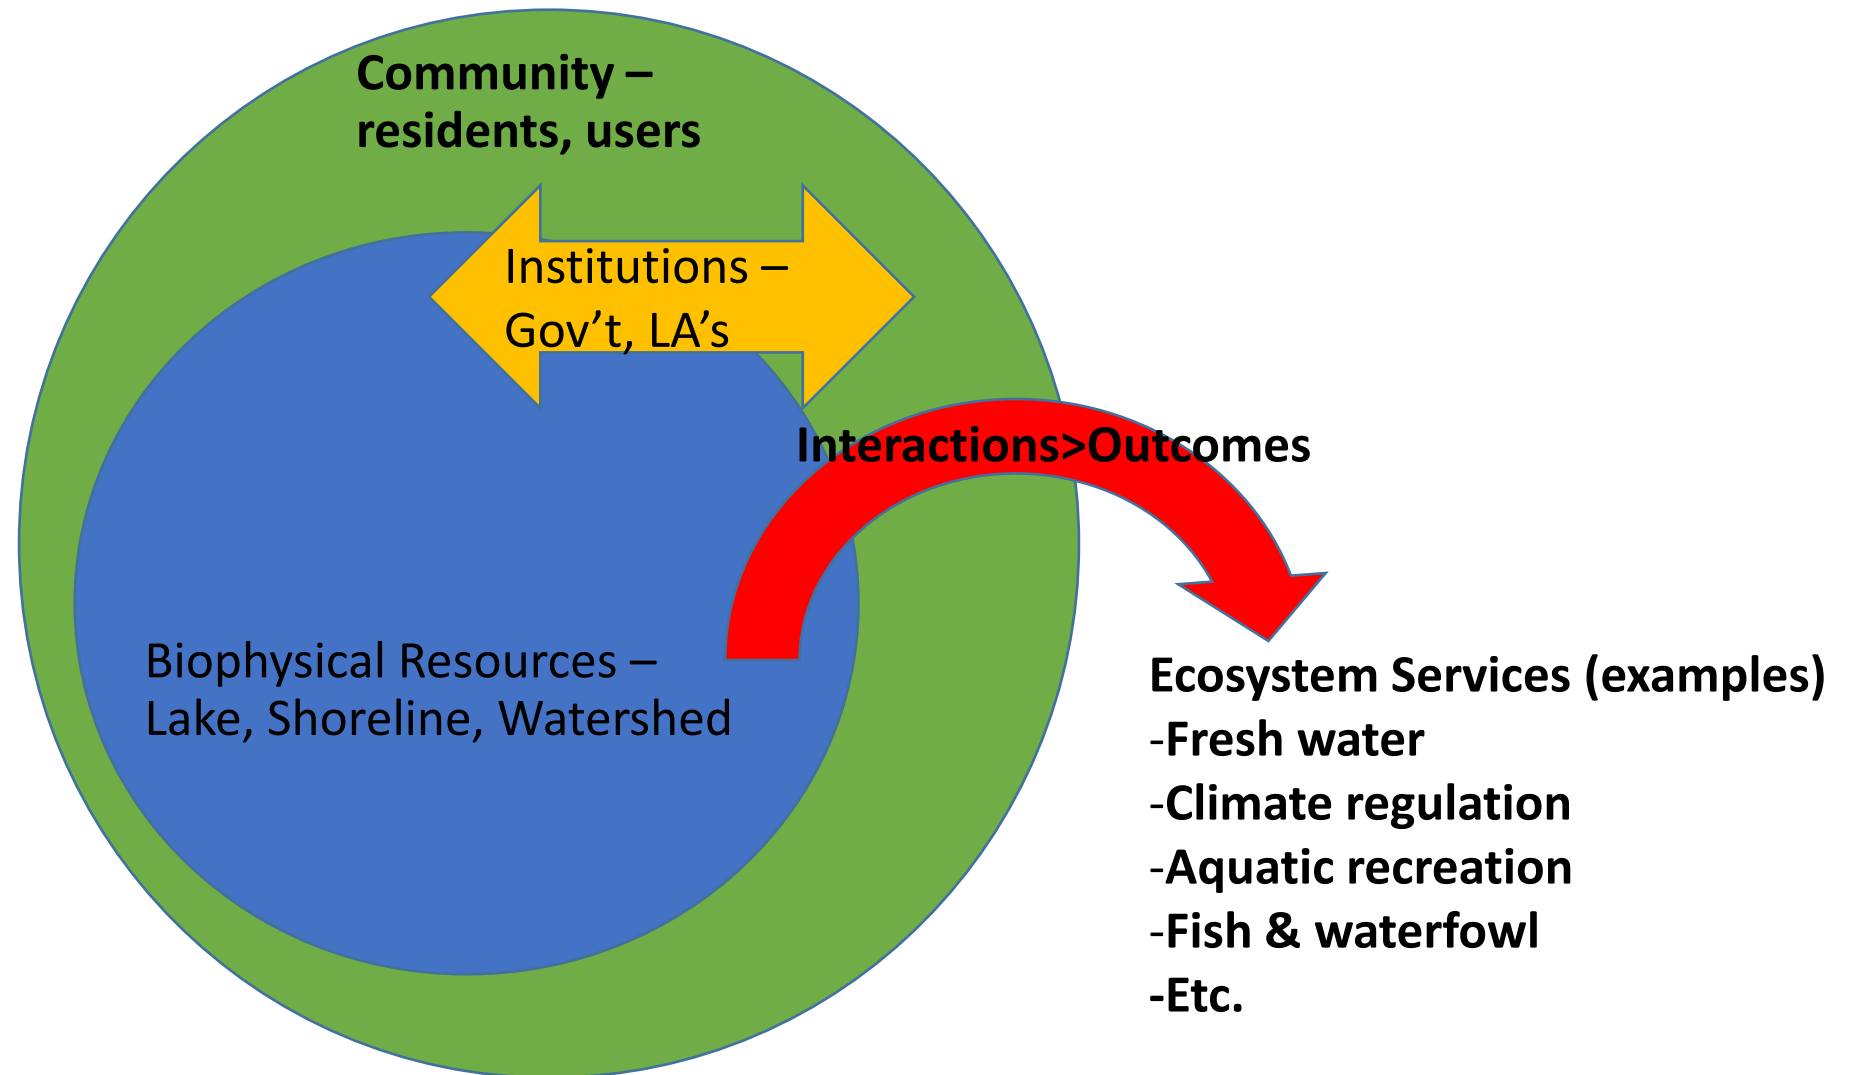 Community –
residents, users
Institutions –
Gov’t, LA’s
Interactions>Outcomes
Biophysical Resources –
Lake, Shoreline, Watershed
Ecosystem Services (examples)
-Fresh water
-Climate regulation
-Aquatic recreation
-Fish & waterfowl
-Etc.